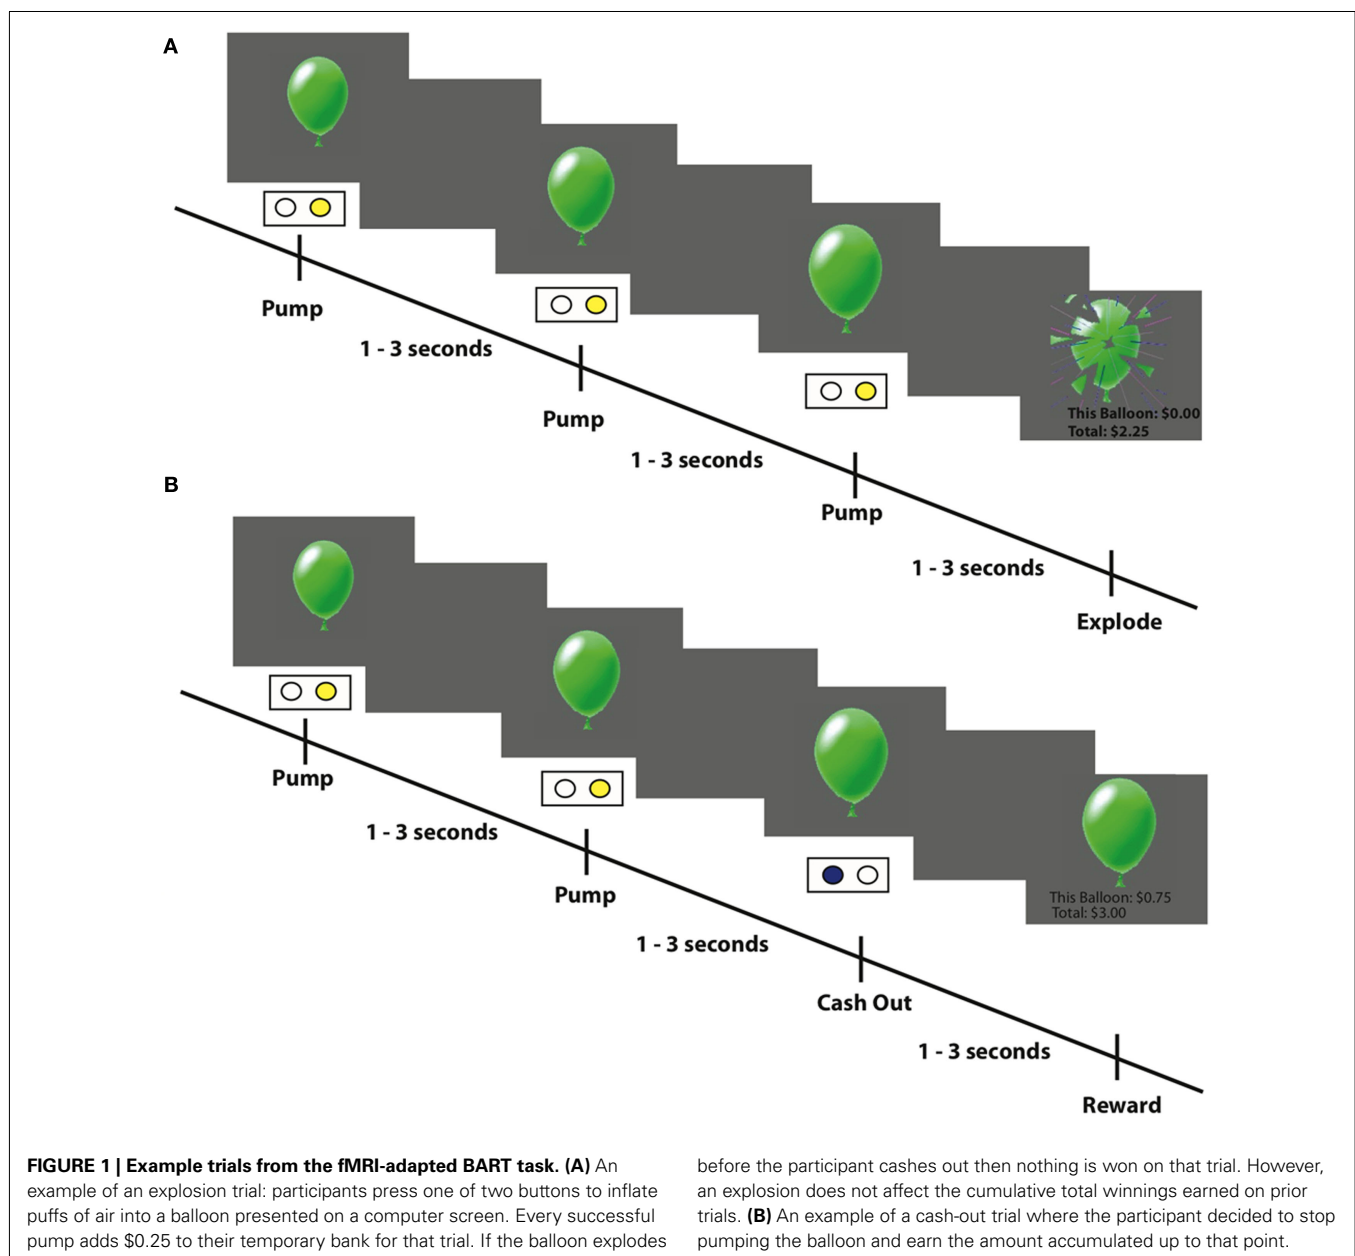 A
Pump
1 - 3 seconds
Pump
1 - 3 seconds
Pump
1 - 3 seconds
Explode
This Balloon: $0.00
Total: $2.25
B
Pump
1 - 3 seconds
Pump
1 - 3 seconds
Cash Out
1 - 3 seconds
Reward
This Balloon: $0.75
Total: $3.00
FIGURE 1 | Example trials from the fMRI-adapted BART task. (A) An
example of an explosion trial: participants press one of two buttons to inflate
puffs of air into a balloon presented on a computer screen. Every successful
pump adds $0.25 to their temporary bank for that trial. If the balloon explodes
before the participant cashes out then nothing is won on that trial. However,
an explosion does not affect the cumulative total winnings earned on prior
trials. (B) An example of a cash-out trial where the participant decided to stop
pumping the balloon and earn the amount accumulated up to that point.